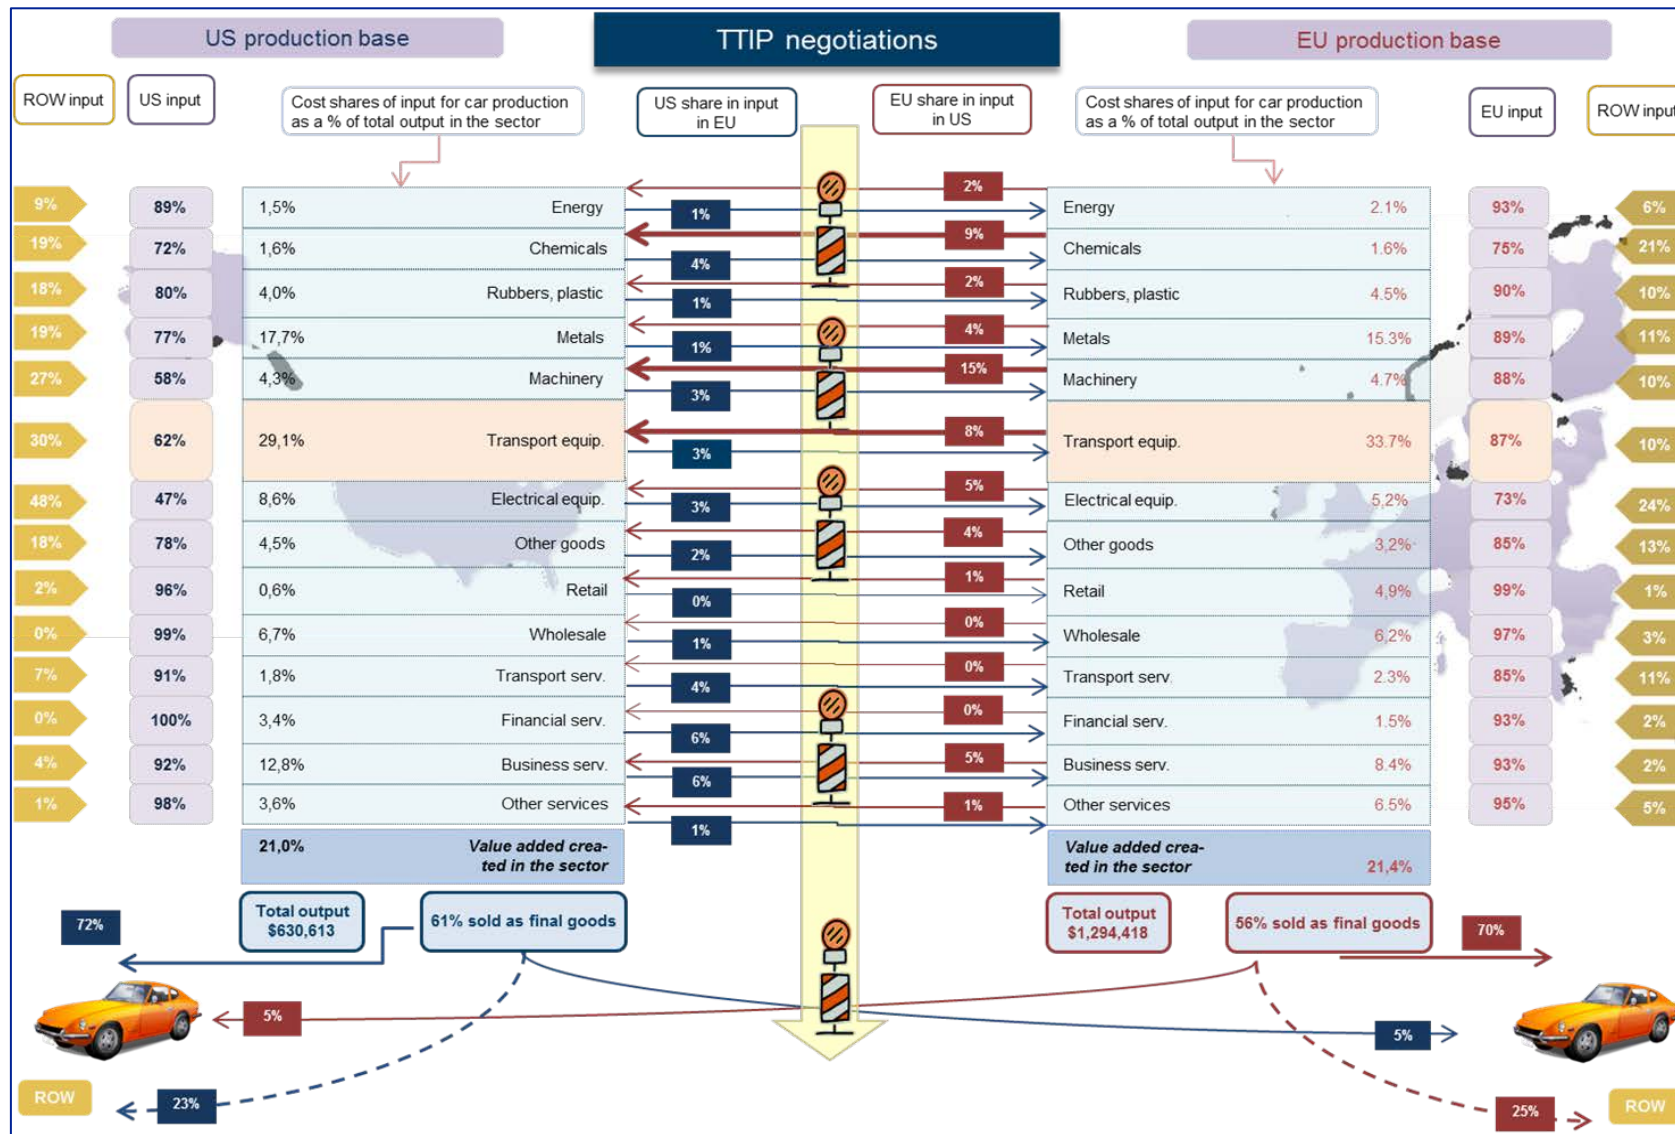 US production base
TTIP negotiations
EU production base
ROW input
US input
Cost shares of input for car production
as a % of total output in the sector
US share in input
in EU
EU share in input
in US
Cost shares of input for car production
as a % of total output in the sector
EU input
ROW input
9% 89% 1,5% Energy 1% 2% Energy 2.1% 93% 6%
19% 72% 1,6% Chemicals 4% 9% Chemicals 1.6% 75% 21%
18% 80% 4,0% Rubbers, plastic 1% 2% Rubbers, plastic 4.5% 90% 10%
19% 77% 17,7% Metals 1% 4% Metals 15.3% 89% 11%
27% 58% 4,3% Machinery 3% 15% Machinery 4.7% 88% 10%
30% 62% 29,1% Transport equip. 3% 8% Transport equip. 33.7% 87% 10%
48% 47% 8,6% Electrical equip. 3% 5% Electrical equip. 5,2% 73% 24%
18% 78% 4,5% Other goods 2% 4% Other goods 3,2% 85% 13%
2% 96% 0,6% Retail 0% 1% Retail 4,9% 99% 1%
0% 99% 6,7% Wholesale 1% 0% Wholesale 6,2% 97% 3%
7% 91% 1,8% Transport serv. 4% 0% Transport serv. 2.3% 85% 11%
0% 100% 3,4% Financial serv. 6% 0% Financial serv. 1.5% 93% 2%
4% 92% 12,8% Business serv. 6% 5% Business serv. 8.4% 93% 2%
1% 98% 3,6% Other services 1% 1% Other services 6.5% 95% 5%
21,0% Value added crea-
ted in the sector
Value added crea-
ted in the sector 21,4%
Total output
$630,613
61% sold as final goods
Total output
$1,294,418
56% sold as final goods
72%
70%
5%
5%
ROW
23%
25%
ROW